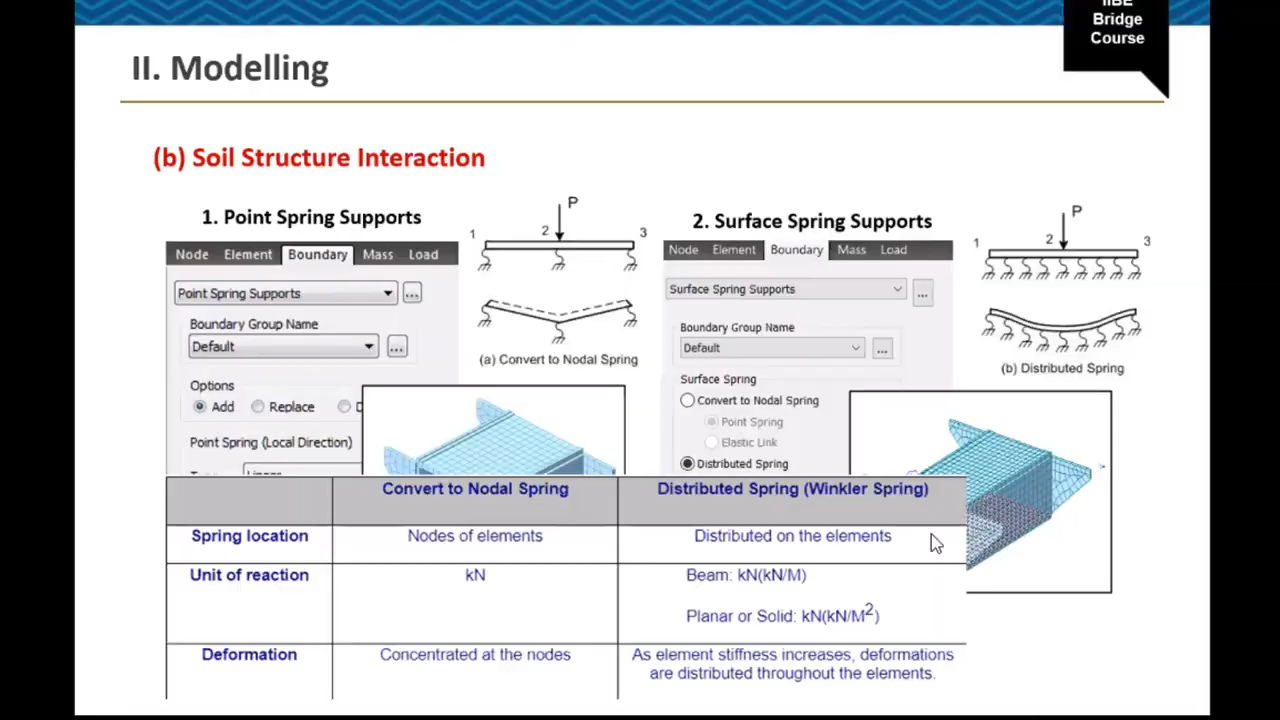 IIBE
Bridge
Course
II. Modelling
(b) Soil Structure Interaction
1. Point Spring Supports
Node Element Boundary Mass Load
Point Spring Supports
Boundary Group Name
Default
Options
Add Replace
Point Spring (Local Direction)
P
1 2 3
(a) Convert to Nodal Spring
2. Surface Spring Supports
Node Element Boundary Mass Load
Surface Spring Supports
Boundary Group Name
Default
Surface Spring
Convert to Nodal Spring
Point Spring
Elastic Link
Distributed Spring
P
1 2 3
(b) Distributed Spring
Convert to Nodal Spring Distributed Spring (Winkler Spring)
Spring location Nodes of elements Distributed on the elements
Unit of reaction kN Beam: kN(kN/M)
Planar or Solid: kN(kN/M²)
Deformation Concentrated at the nodes As element stiffness increases, deformations
are distributed throughout the elements.